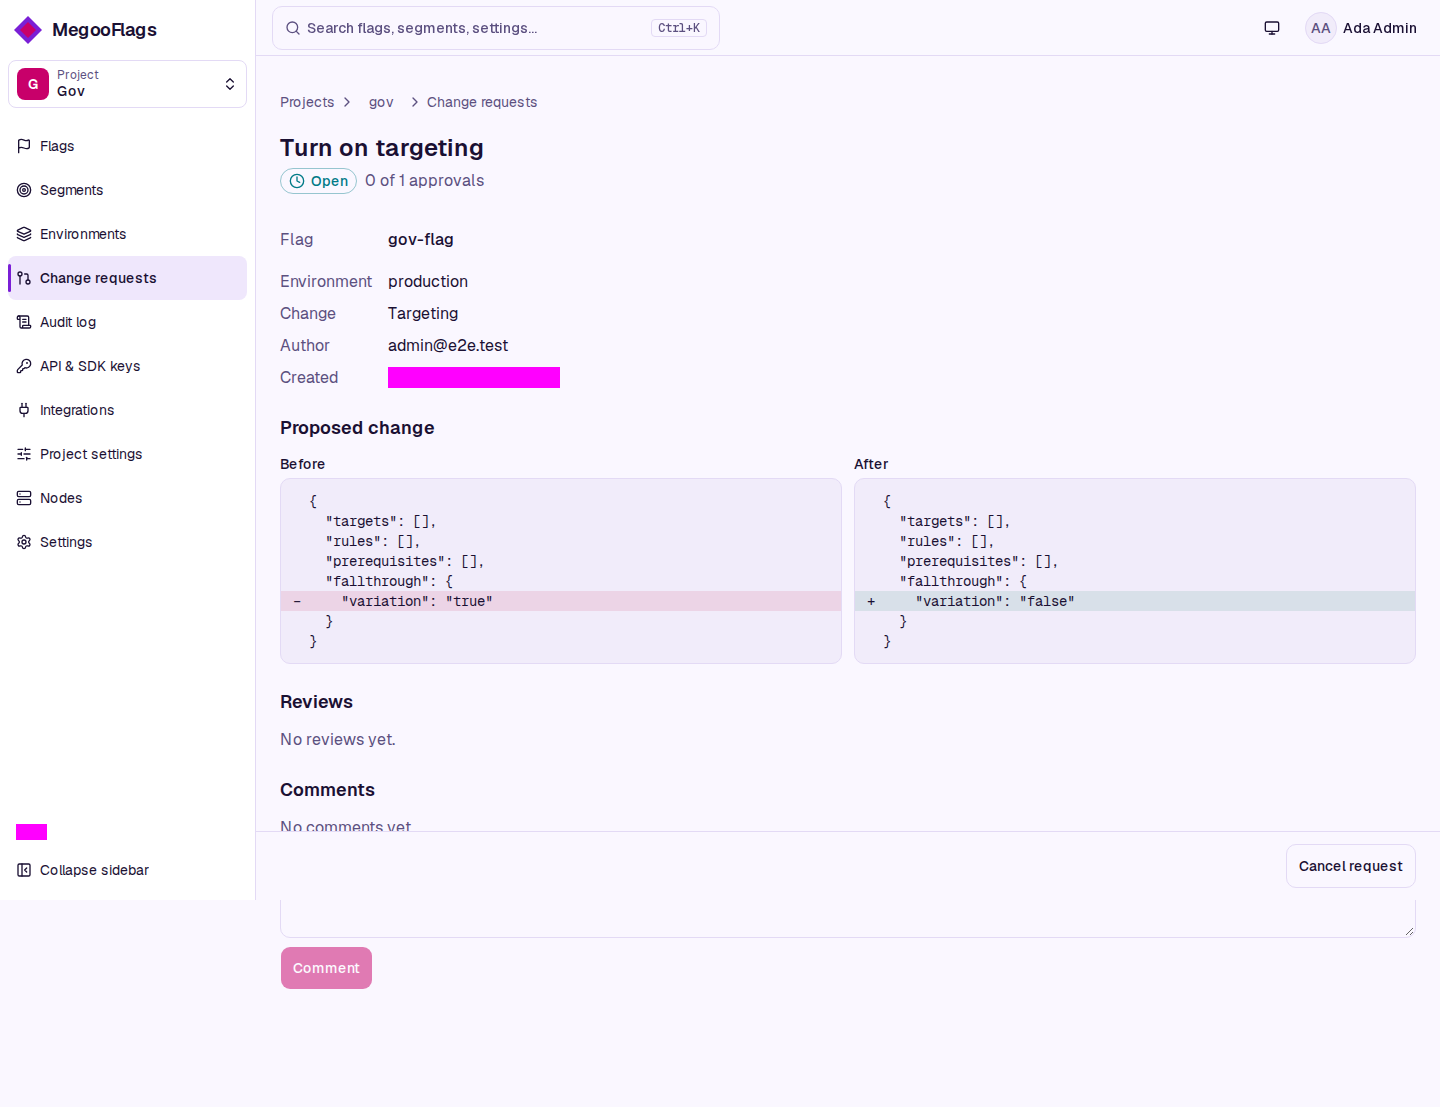 MegooFlags
Search flags, segments, settings...
Ctrl+K
AA
Ada Admin
G
Project
Gov
Flags
Segments
Environments
Change requests
Audit log
API & SDK keys
Integrations
Project settings
Nodes
Settings
Collapse sidebar
Projects
gov
Change requests
Turn on targeting
Open
0 of 1 approvals
Flag gov-flag
Environment production
Change Targeting
Author admin@e2e.test
Created
Proposed change
Before
{
"targets": [],
"rules": [],
"prerequisites": [],
"fallthrough": {
- "variation": "true"
}
}
After
{
"targets": [],
"rules": [],
"prerequisites": [],
"fallthrough": {
+ "variation": "false"
}
}
Reviews
No reviews yet.
Comments
No comments yet
Cancel request
Comment